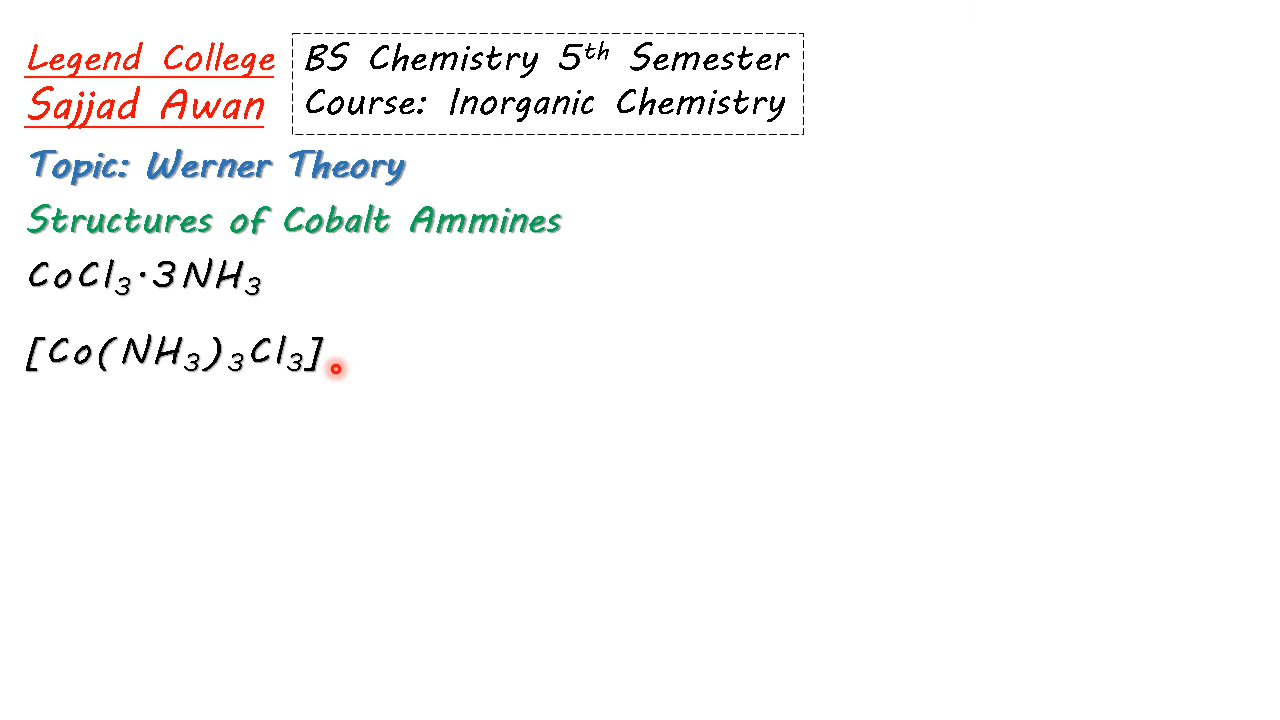 Legend College
Sajjad Awan
BS Chemistry 5th Semester
Course: Inorganic Chemistry
Topic: Werner Theory
Structures of Cobalt Ammines
CoCl₃·3NH₃
[Co(NH₃)₃Cl₃]